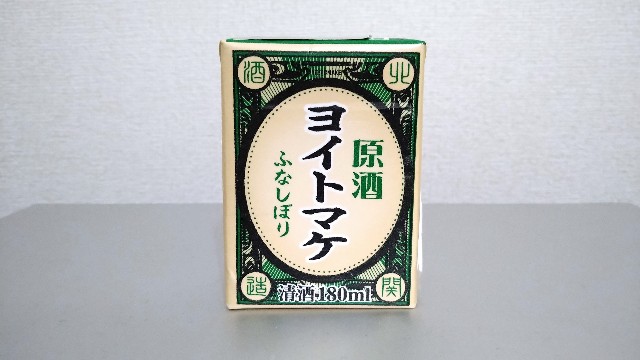 原酒
ヨイトマケ
ふなしぼり
北
関
酒
造
清酒180ml